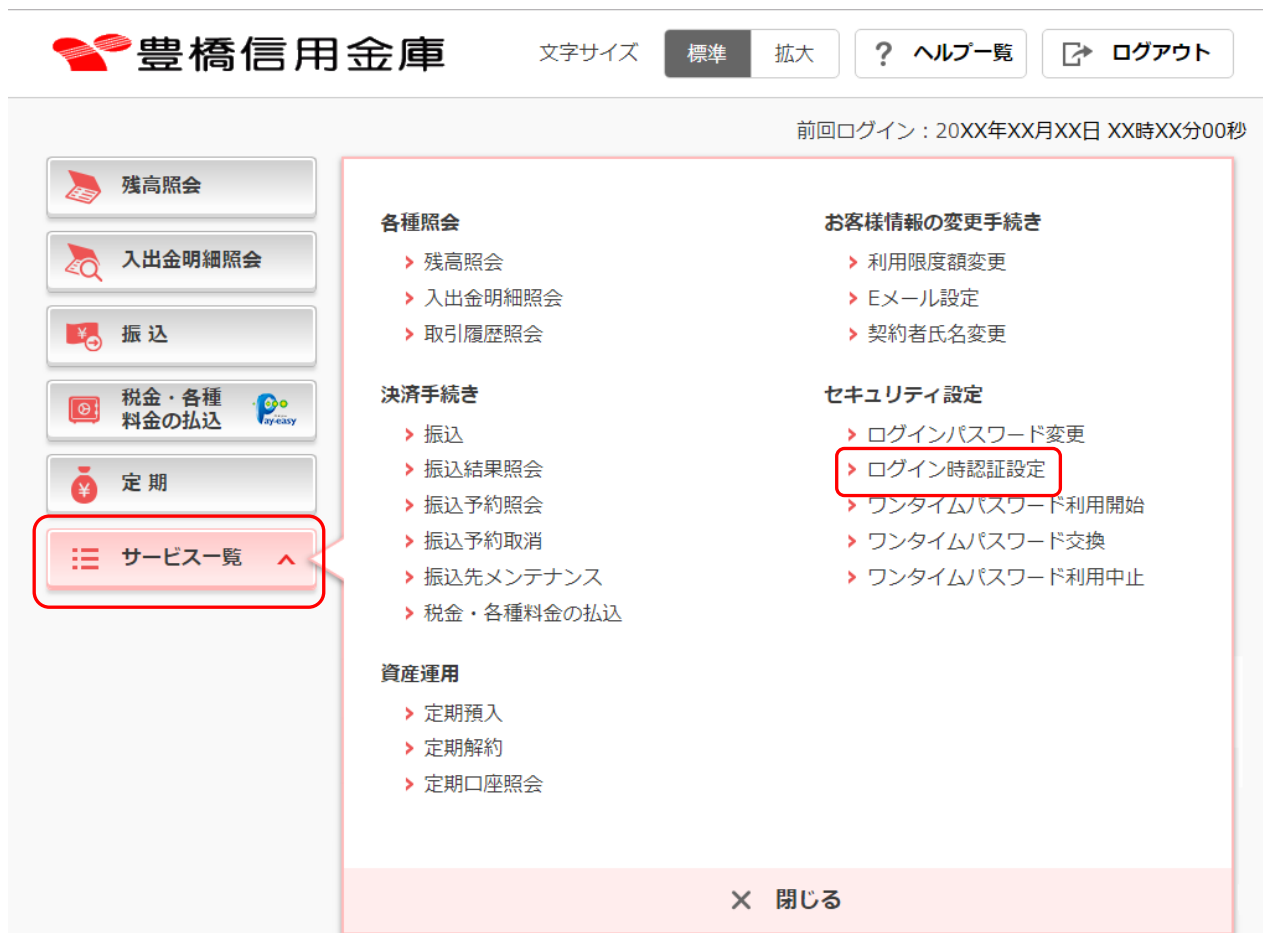 豊橋信用金庫
文字サイズ 標準 拡大 ? ヘルプ一覧 ログアウト
前回ログイン：20XX年XX月XX日 XX時XX分00秒
残高照会
入出金明細照会
振込
税金・各種
料金の払込
Pay-easy
定期
サービス一覧
各種照会
残高照会
入出金明細照会
取引履歴照会
決済手続き
振込
振込結果照会
振込予約照会
振込予約取消
振込先メンテナンス
税金・各種料金の払込
資産運用
定期預入
定期解約
定期口座照会
お客様情報の変更手続き
利用限度額変更
Eメール設定
契約者氏名変更
セキュリティ設定
ログインパスワード変更
ログイン時認証設定
ワンタイムパスワード利用開始
ワンタイムパスワード交換
ワンタイムパスワード利用中止
× 閉じる